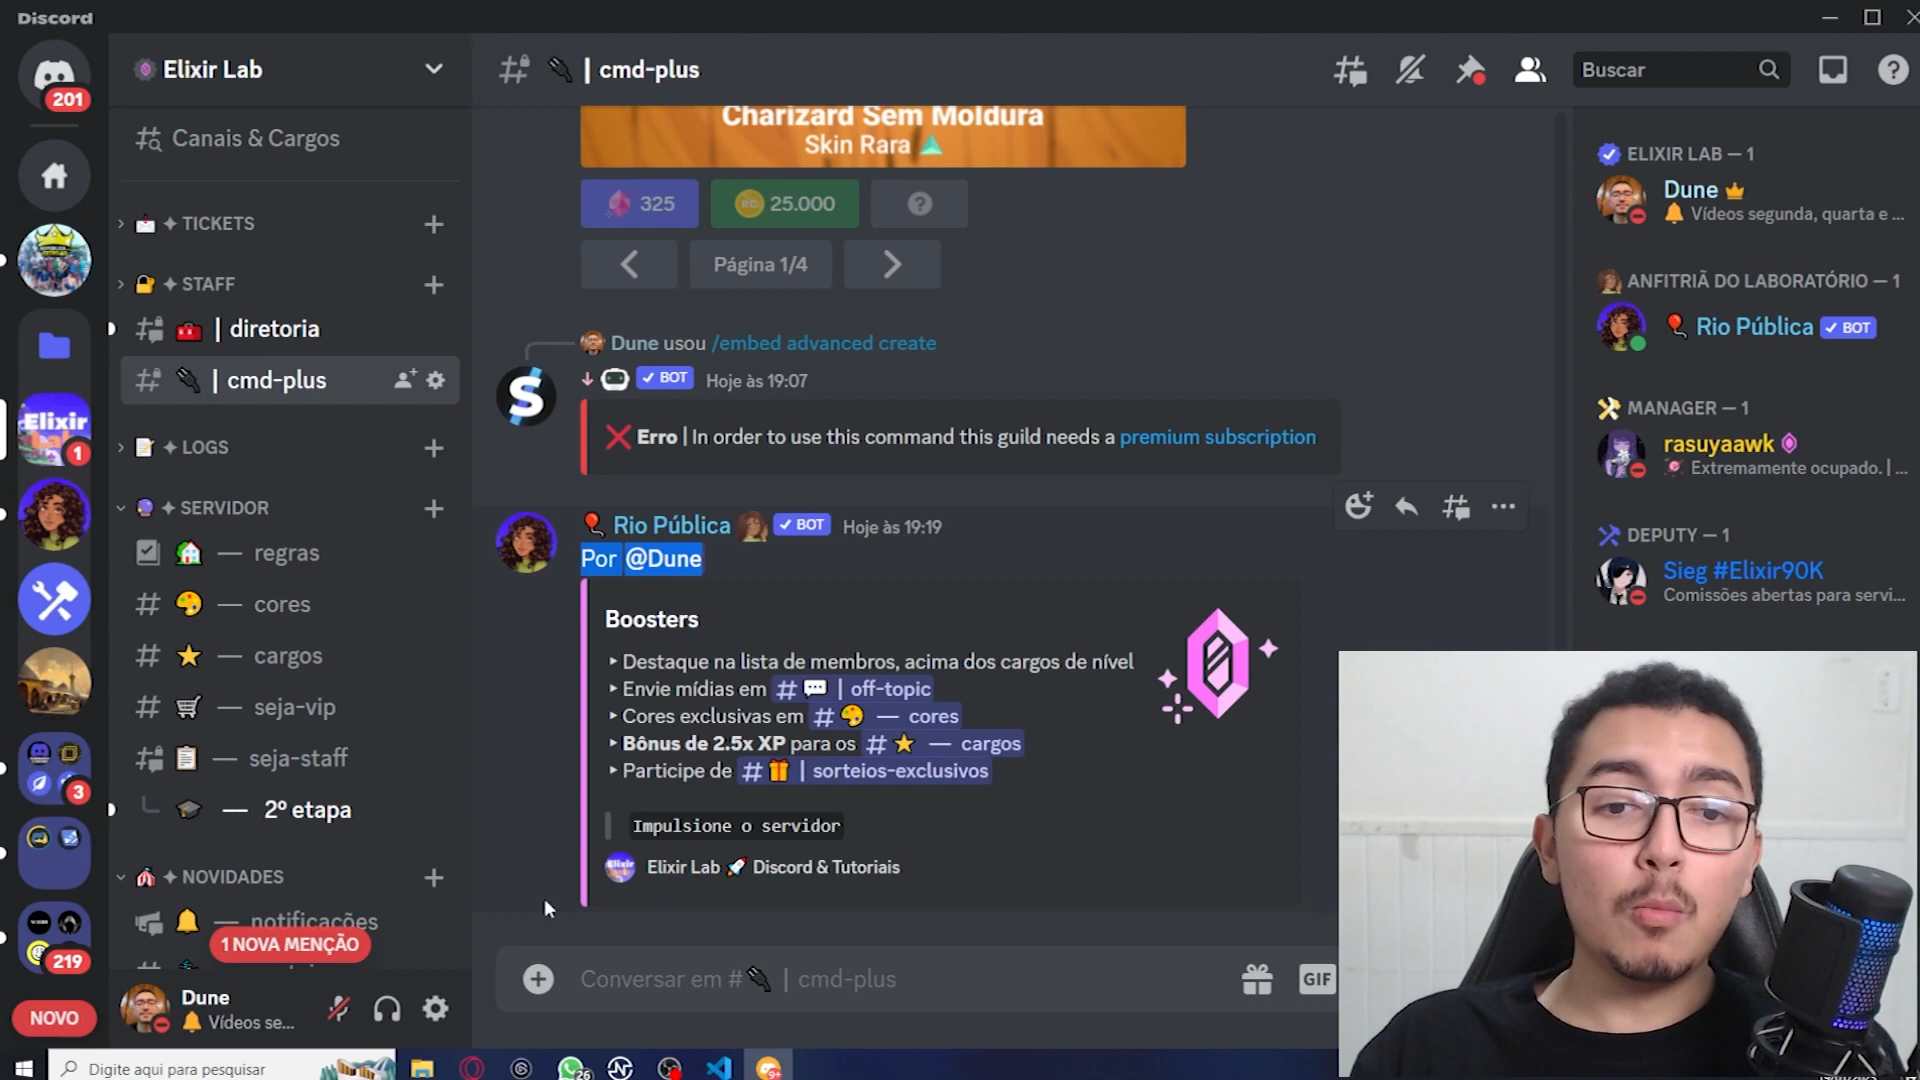 Discord
201
Elixir Lab
Canais & Cargos
✦ TICKETS
✦ STAFF
| diretoria
| cmd-plus
✦ LOGS
✦ SERVIDOR
— regras
— cores
— cargos
— seja-vip
— seja-staff
— 2º etapa
✦ NOVIDADES
— notificações
1 NOVA MENÇÃO
Elixir
1
3
219
NOVO
Dune
Vídeos se...
| cmd-plus
Buscar
Charizard Sem Moldura
Skin Rara
325
RC 25.000
Página 1/4
Dune usou /embed advanced create
BOT Hoje às 19:07
Erro | In order to use this command this guild needs a premium subscription
Rio Pública BOT Hoje às 19:19
Por @Dune
Boosters
‣ Destaque na lista de membros, acima dos cargos de nível
‣ Envie mídias em # | off-topic
‣ Cores exclusivas em # — cores
‣ Bônus de 2.5x XP para os # — cargos
‣ Participe de # | sorteios-exclusivos
Impulsione o servidor
Elixir Lab 🚀 Discord & Tutoriais
Conversar em # | cmd-plus
GIF
ELIXIR LAB — 1
Dune
Vídeos segunda, quarta e ...
ANFITRIÃ DO LABORATÓRIO — 1
Rio Pública BOT
MANAGER — 1
rasuyaawk
Extremamente ocupado. | ...
DEPUTY — 1
Sieg #Elixir90K
Comissões abertas para servi...
Digite aqui para pesquisar
26
9+